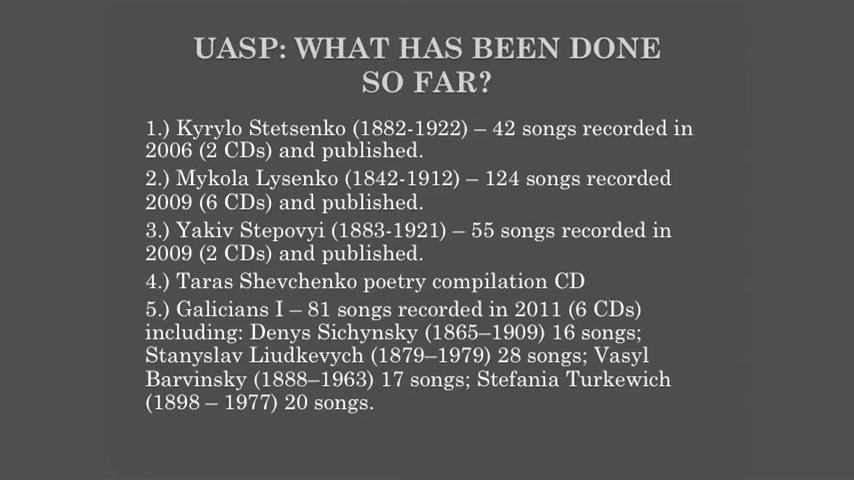 UASP: WHAT HAS BEEN DONE
SO FAR?
1.) Kyrylo Stetsenko (1882-1922) – 42 songs recorded in
2006 (2 CDs) and published.
2.) Mykola Lysenko (1842-1912) – 124 songs recorded
2009 (6 CDs) and published.
3.) Yakiv Stepovyi (1883-1921) – 55 songs recorded in
2009 (2 CDs) and published.
4.) Taras Shevchenko poetry compilation CD
5.) Galicians I – 81 songs recorded in 2011 (6 CDs)
including: Denys Sichynsky (1865–1909) 16 songs;
Stanyslav Liudkevych (1879–1979) 28 songs; Vasyl
Barvinsky (1888–1963) 17 songs; Stefania Turkewich
(1898 – 1977) 20 songs.